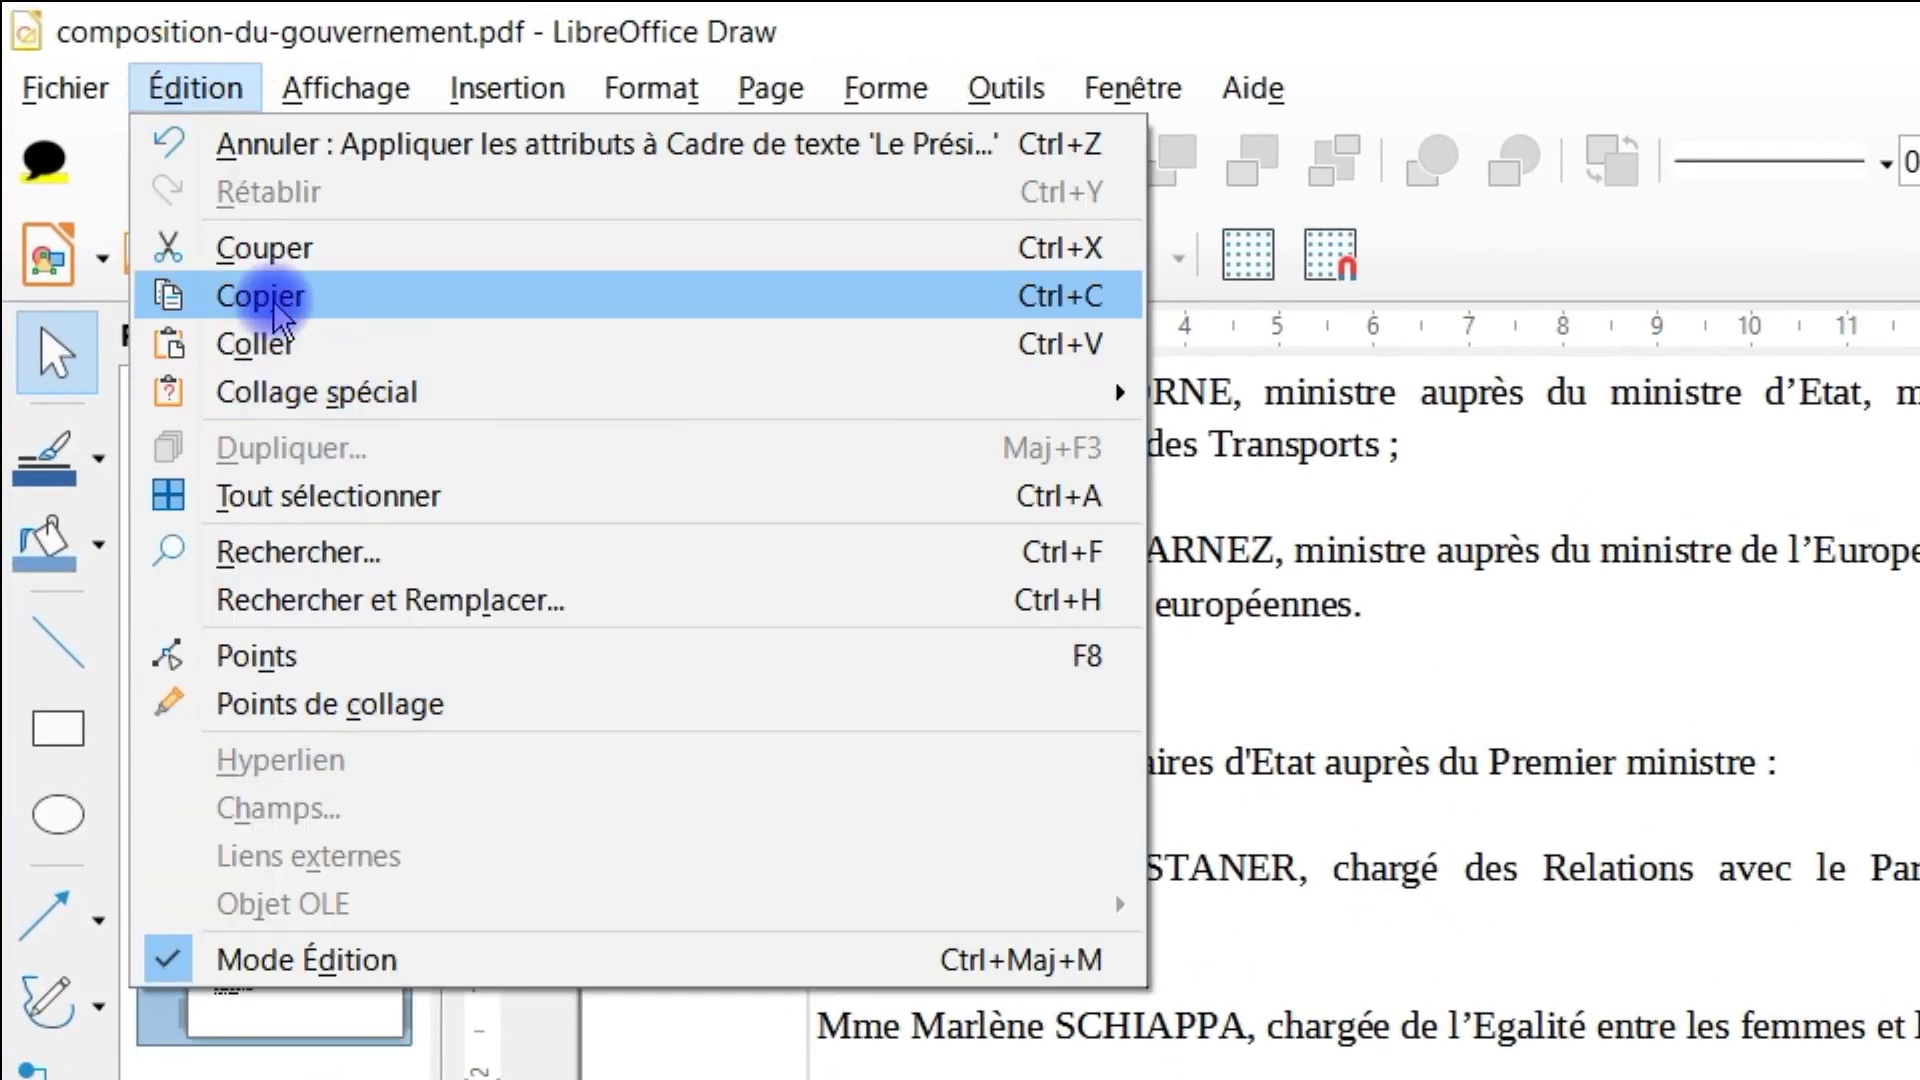 composition-du-gouvernement.pdf - LibreOffice Draw
Fichier Édition Affichage Insertion Format Page Forme Outils Fenêtre Aide
Annuler : Appliquer les attributs à Cadre de texte 'Le Prési...' Ctrl+Z
Rétablir Ctrl+Y
Couper Ctrl+X
Copier Ctrl+C
Coller Ctrl+V
Collage spécial
Dupliquer... Maj+F3
Tout sélectionner Ctrl+A
Rechercher... Ctrl+F
Rechercher et Remplacer... Ctrl+H
Points F8
Points de collage
Hyperlien
Champs...
Liens externes
Objet OLE
Mode Édition Ctrl+Maj+M
0
4 5 6 7 8 9 10 11
ORNE, ministre auprès du ministre d’Etat, m
des Transports ;
ARNEZ, ministre auprès du ministre de l’Europe
européennes.
aires d'Etat auprès du Premier ministre :
STANER, chargé des Relations avec le Par
Mme Marlène SCHIAPPA, chargée de l’Egalité entre les femmes et l
2